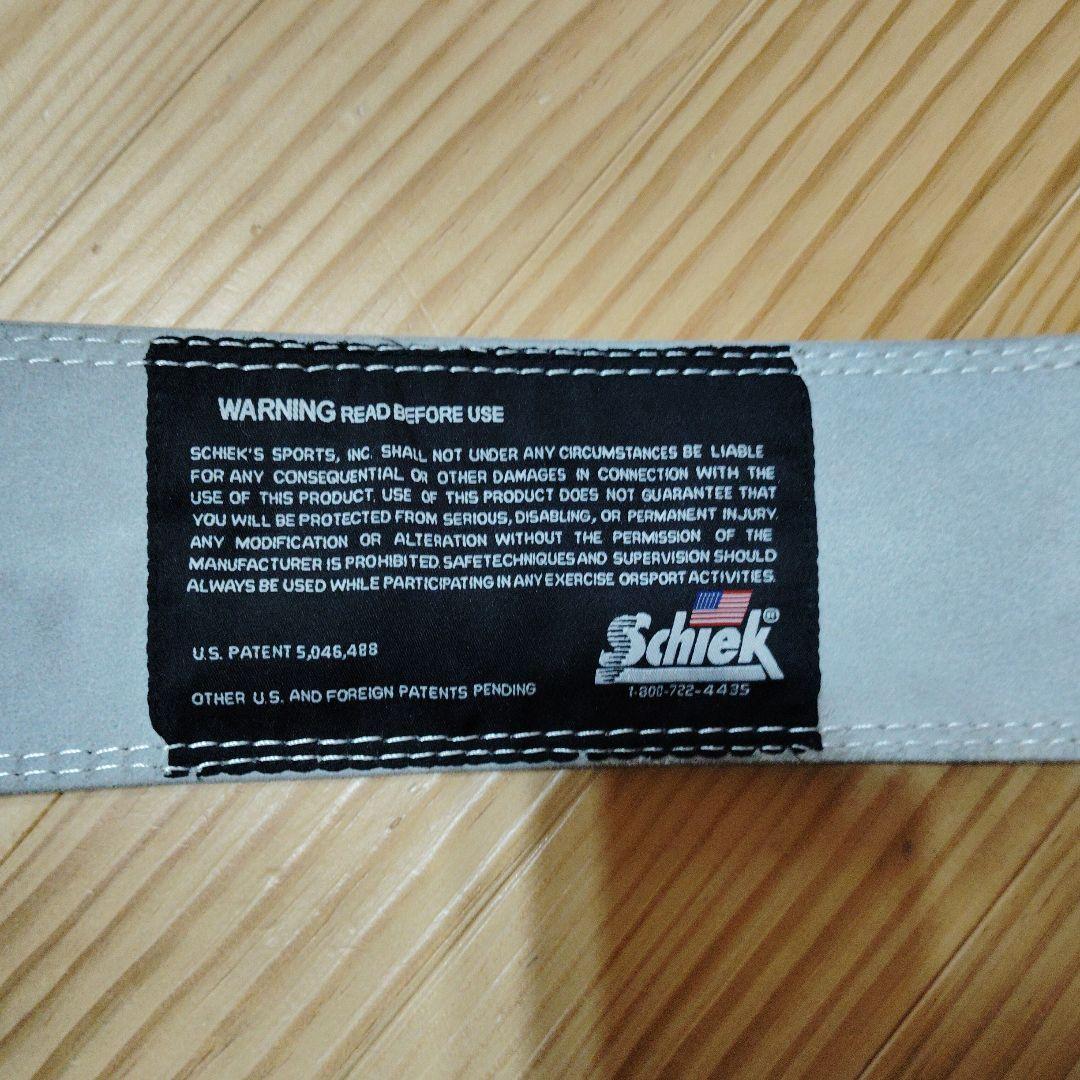 WARNING READ BEFORE USE
SCHIEK'S SPORTS, INC. SHALL NOT UNDER ANY CIRCUMSTANCES BE LIABLE
FOR ANY CONSEQUENTIAL OR OTHER DAMAGES IN CONNECTION WITH THE
USE OF THIS PRODUCT. USE OF THIS PRODUCT DOES NOT GUARANTEE THAT
YOU WILL BE PROTECTED FROM SERIOUS, DISABLING, OR PERMANENT INJURY
ANY MODIFICATION OR ALTERATION WITHOUT THE PERMISSION OF THE
MANUFACTURER IS PROHIBITED SAFETECHNIQUES AND SUPERVISION SHOULD
ALWAYS BE USED WHILE PARTICIPATING IN ANY EXERCISE ORSPORT ACTIVITIES.
U.S. PATENT 5,046,488
OTHER U.S. AND FOREIGN PATENTS PENDING
Schiek®
1-800-722-4435